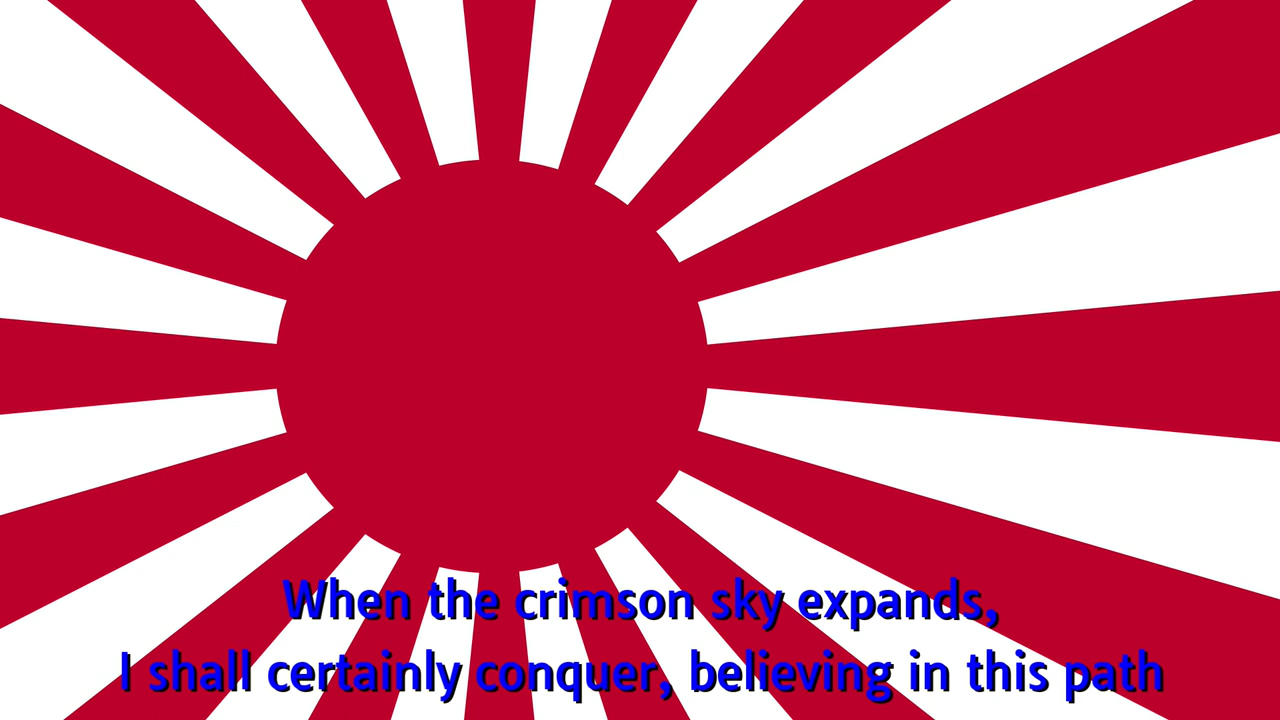 When the crimson sky expands,
I shall certainly conquer, believing in this path